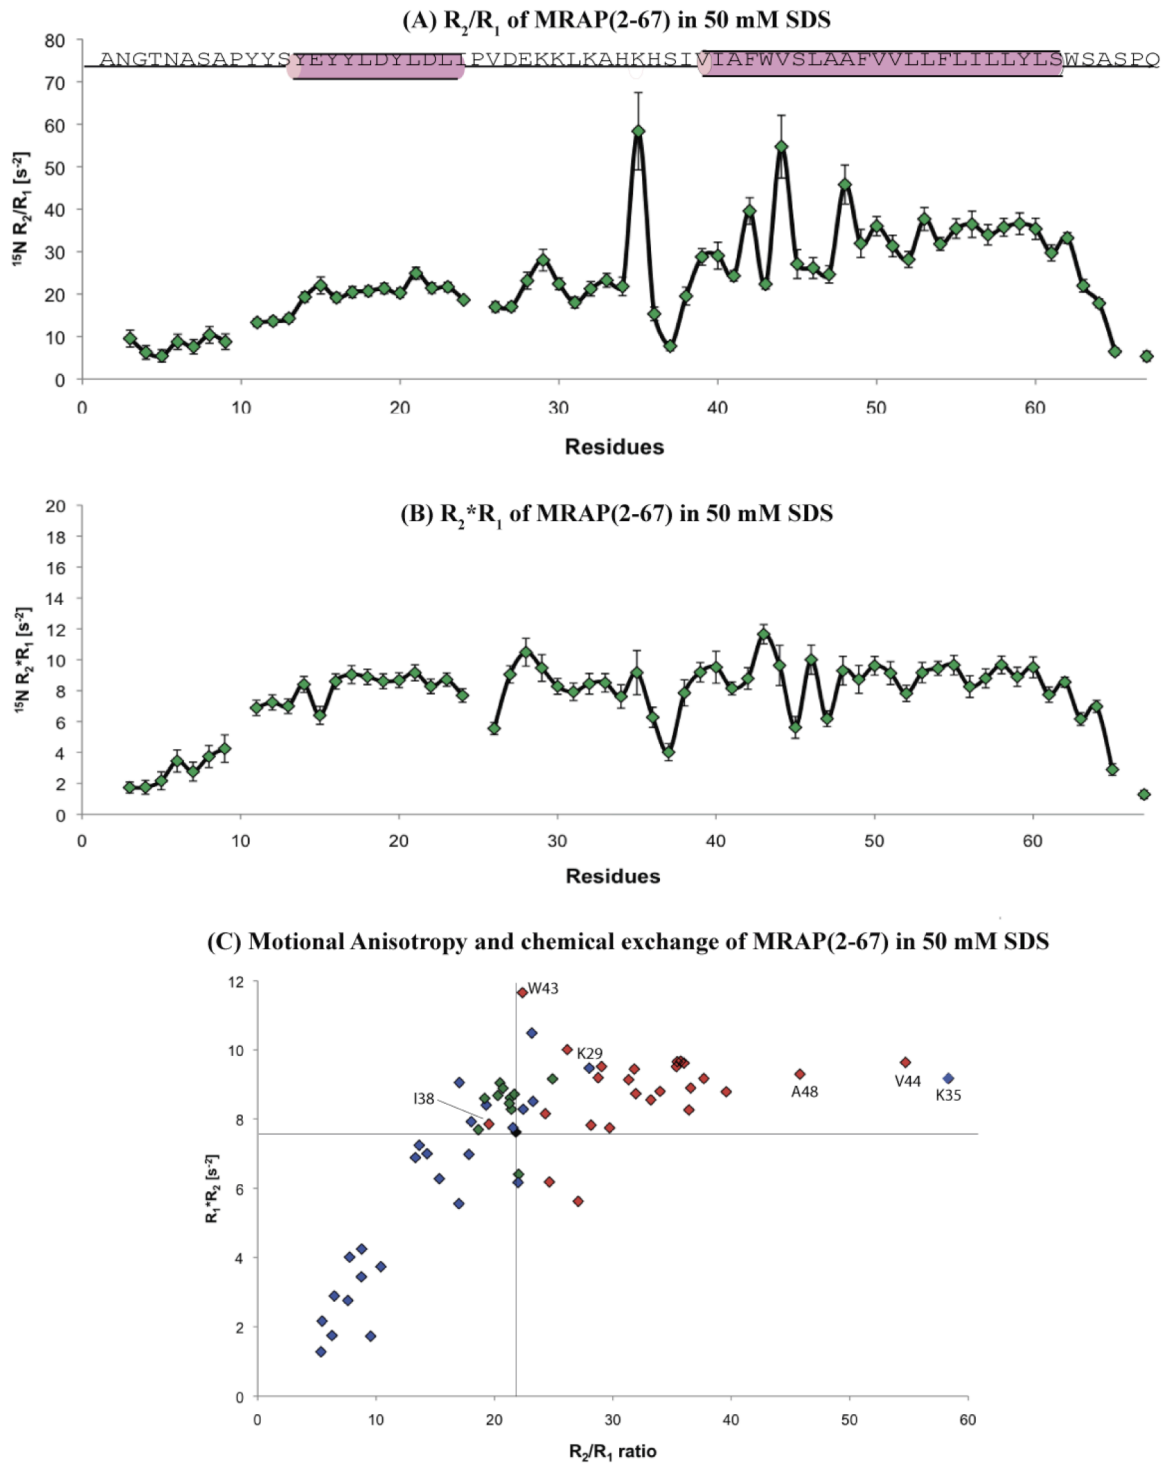 (A) R₂/R₁ of MRAP(2-67) in 50 mM SDS
ANGTNASAPYYSYEYYLDYLDLIPVDEKKLKAHKHSIVIAFWVSLAAFVVLLFLILLYLSWSASPQ
80
70
60
50
40
30
20
10
0
¹⁵N R₂/R₁ [s⁻²]
0 10 20 30 40 50 60
Residues
(B) R₂*R₁ of MRAP(2-67) in 50 mM SDS
20
18
16
14
12
10
8
6
4
2
0
¹⁵N R₂*R₁ [s⁻²]
0 10 20 30 40 50 60
Residues
(C) Motional Anisotropy and chemical exchange of MRAP(2-67) in 50 mM SDS
12
10
8
6
4
2
0
R₁*R₂ [s⁻²]
W43
K29
I38
A48
V44
K35
0 10 20 30 40 50 60
R₂/R₁ ratio